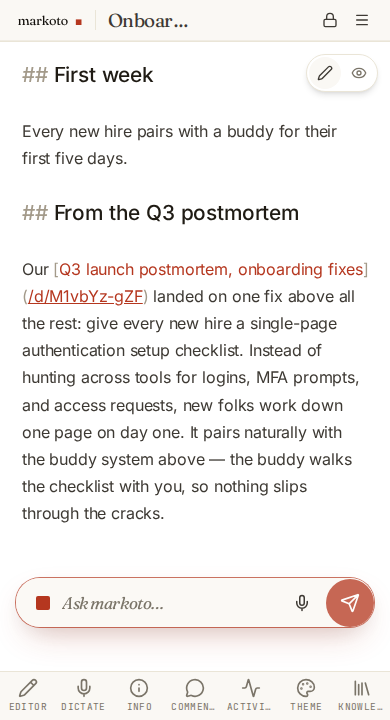 markoto
Onboar...
## First week
Every new hire pairs with a buddy for their
first five days.
## From the Q3 postmortem
Our [Q3 launch postmortem, onboarding fixes]
(/d/M1vbYz-gZF) landed on one fix above all
the rest: give every new hire a single-page
authentication setup checklist. Instead of
hunting across tools for logins, MFA prompts,
and access requests, new folks work down
one page on day one. It pairs naturally with
the buddy system above — the buddy walks
the checklist with you, so nothing slips
through the cracks.
Ask markoto...
EDITOR DICTATE INFO COMMEN… ACTIVI… THEME KNOWLE…